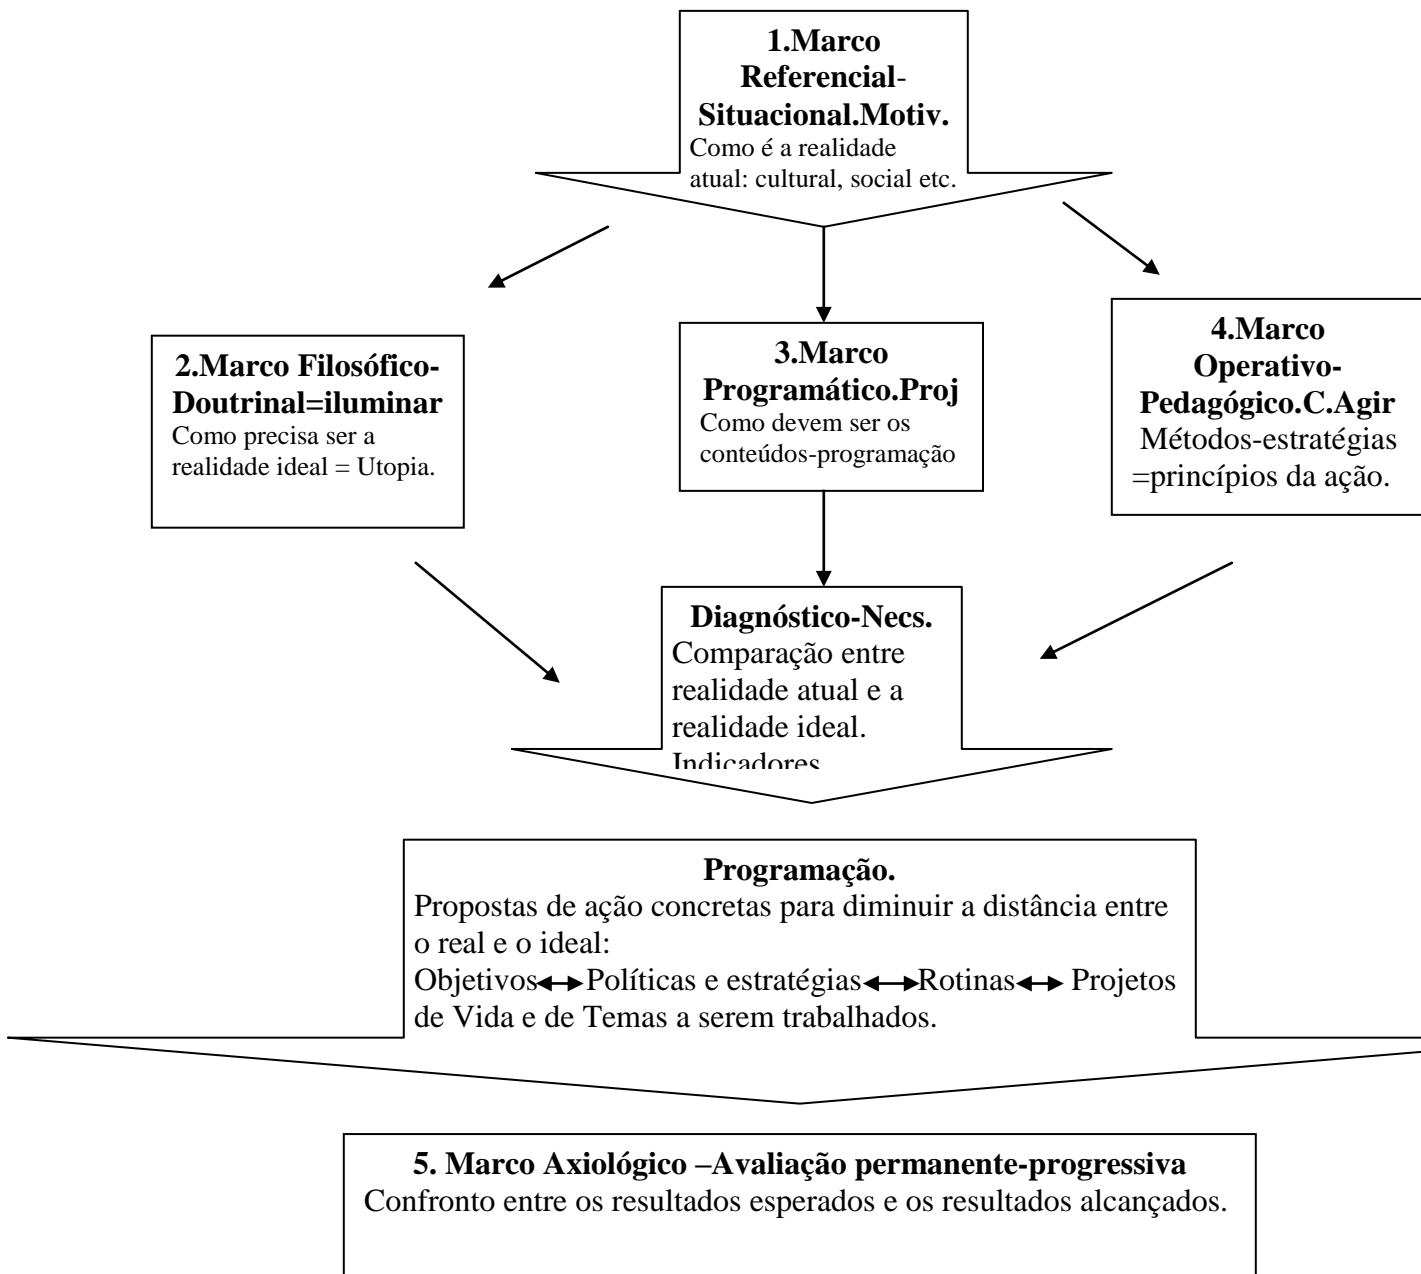 1.Marco
Referencial-
Situacional.Motiv.
Como é a realidade
atual: cultural, social etc.
2.Marco Filosófico-
Doutrinal=iluminar
Como precisa ser a
realidade ideal = Utopia.
3.Marco
Programático.Proj
Como devem ser os
conteúdos-programação
4.Marco
Operativo-
Pedagógico.C.Agir
Métodos-estratégias
=princípios da ação.
Diagnóstico-Necs.
Comparação entre
realidade atual e a
realidade ideal.
Indicadores
Programação.
Propostas de ação concretas para diminuir a distância entre
o real e o ideal:
Objetivos↔Políticas e estratégias↔Rotinas↔ Projetos
de Vida e de Temas a serem trabalhados.
5. Marco Axiológico –Avaliação permanente-progressiva
Confronto entre os resultados esperados e os resultados alcançados.